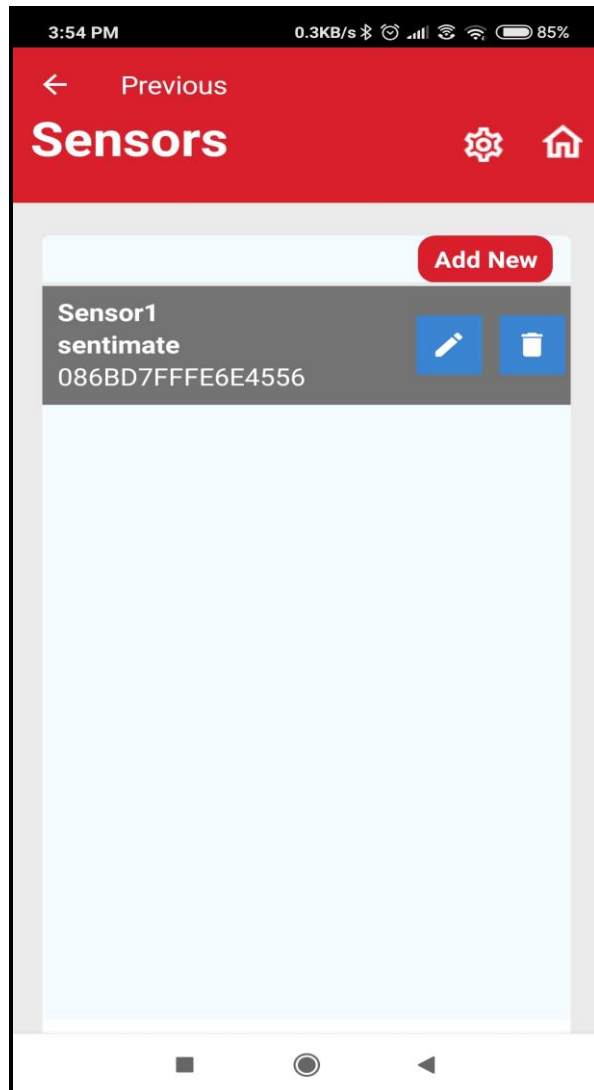 3:54 PM 0.3KB/s 85%
Previous
Sensors
Add New
Sensor1
sentimate
086BD7FFFE6E4556